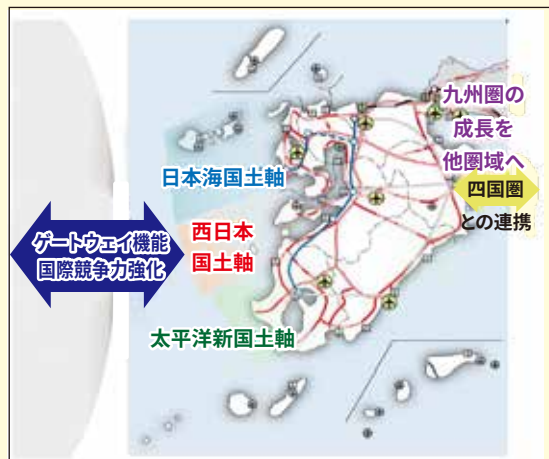 九州圏の
成長を
他圏域へ
四国圏
との連携
日本海国土軸
西日本
国土軸
ゲートウェイ機能
国際競争力強化
太平洋新国土軸